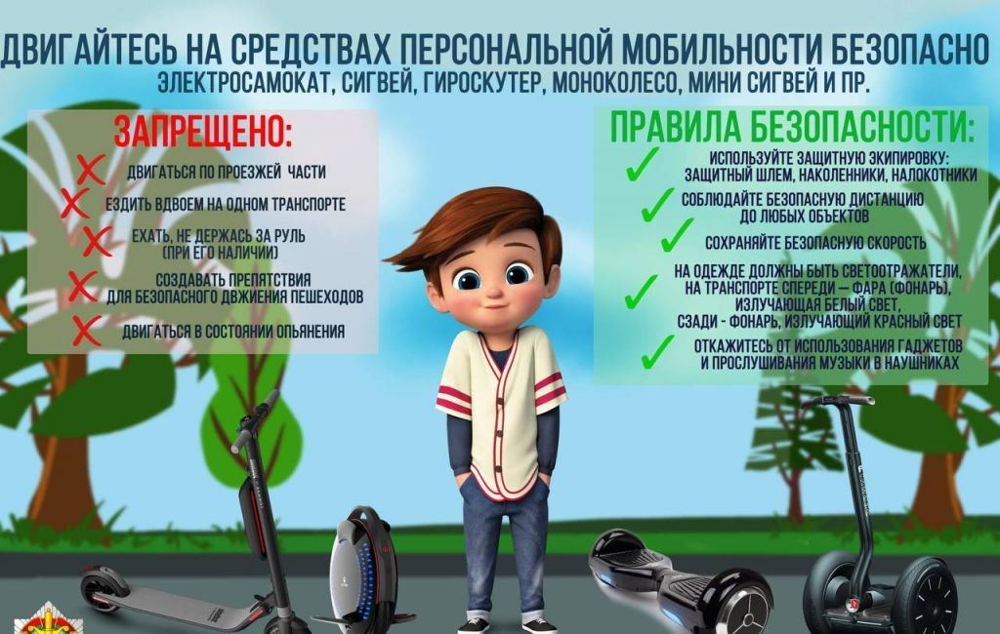 ДВИГАЙТЕСЬ НА СРЕДСТВАХ ПЕРСОНАЛЬНОЙ МОБИЛЬНОСТИ БЕЗОПАСНО
ЭЛЕКТРОСАМОКАТ, СИГВЕЙ, ГИРОСКУТЕР, МОНОКОЛЕСО, МИНИ СИГВЕЙ И ПР.
ЗАПРЕЩЕНО:
ДВИГАТЬСЯ ПО ПРОЕЗЖЕЙ ЧАСТИ
ЕЗДИТЬ ВДВОЕМ НА ОДНОМ ТРАНСПОРТЕ
ЕХАТЬ, НЕ ДЕРЖАСЬ ЗА РУЛЬ
(ПРИ ЕГО НАЛИЧИИ)
СОЗДАВАТЬ ПРЕПЯТСТВИЯ
ДЛЯ БЕЗОПАСНОГО ДВЖИЕНИЯ ПЕШЕХОДОВ
ДВИГАТЬСЯ В СОСТОЯНИИ ОПЬЯНЕНИЯ
ПРАВИЛА БЕЗОПАСНОСТИ:
ИСПОЛЬЗУЙТЕ ЗАЩИТНУЮ ЭКИПИРОВКУ:
ЗАЩИТНЫЙ ШЛЕМ, НАКОЛЕННИКИ, НАЛОКОТНИКИ
СОБЛЮДАЙТЕ БЕЗОПАСНУЮ ДИСТАНЦИЮ
ДО ЛЮБЫХ ОБЪЕКТОВ
СОХРАНЯЙТЕ БЕЗОПАСНУЮ СКОРОСТЬ
НА ОДЕЖДЕ ДОЛЖНЫ БЫТЬ СВЕТООТРАЖАТЕЛИ,
НА ТРАНСПОРТЕ СПЕРЕДИ – ФАРА (ФОНАРЬ),
ИЗЛУЧАЮЩАЯ БЕЛЫЙ СВЕТ,
СЗАДИ - ФОНАРЬ, ИЗЛУЧАЮЩИЙ КРАСНЫЙ СВЕТ
ОТКАЖИТЕСЬ ОТ ИСПОЛЬЗОВАНИЯ ГАДЖЕТОВ
И ПРОСЛУШИВАНИЯ МУЗЫКИ В НАУШНИКАХ